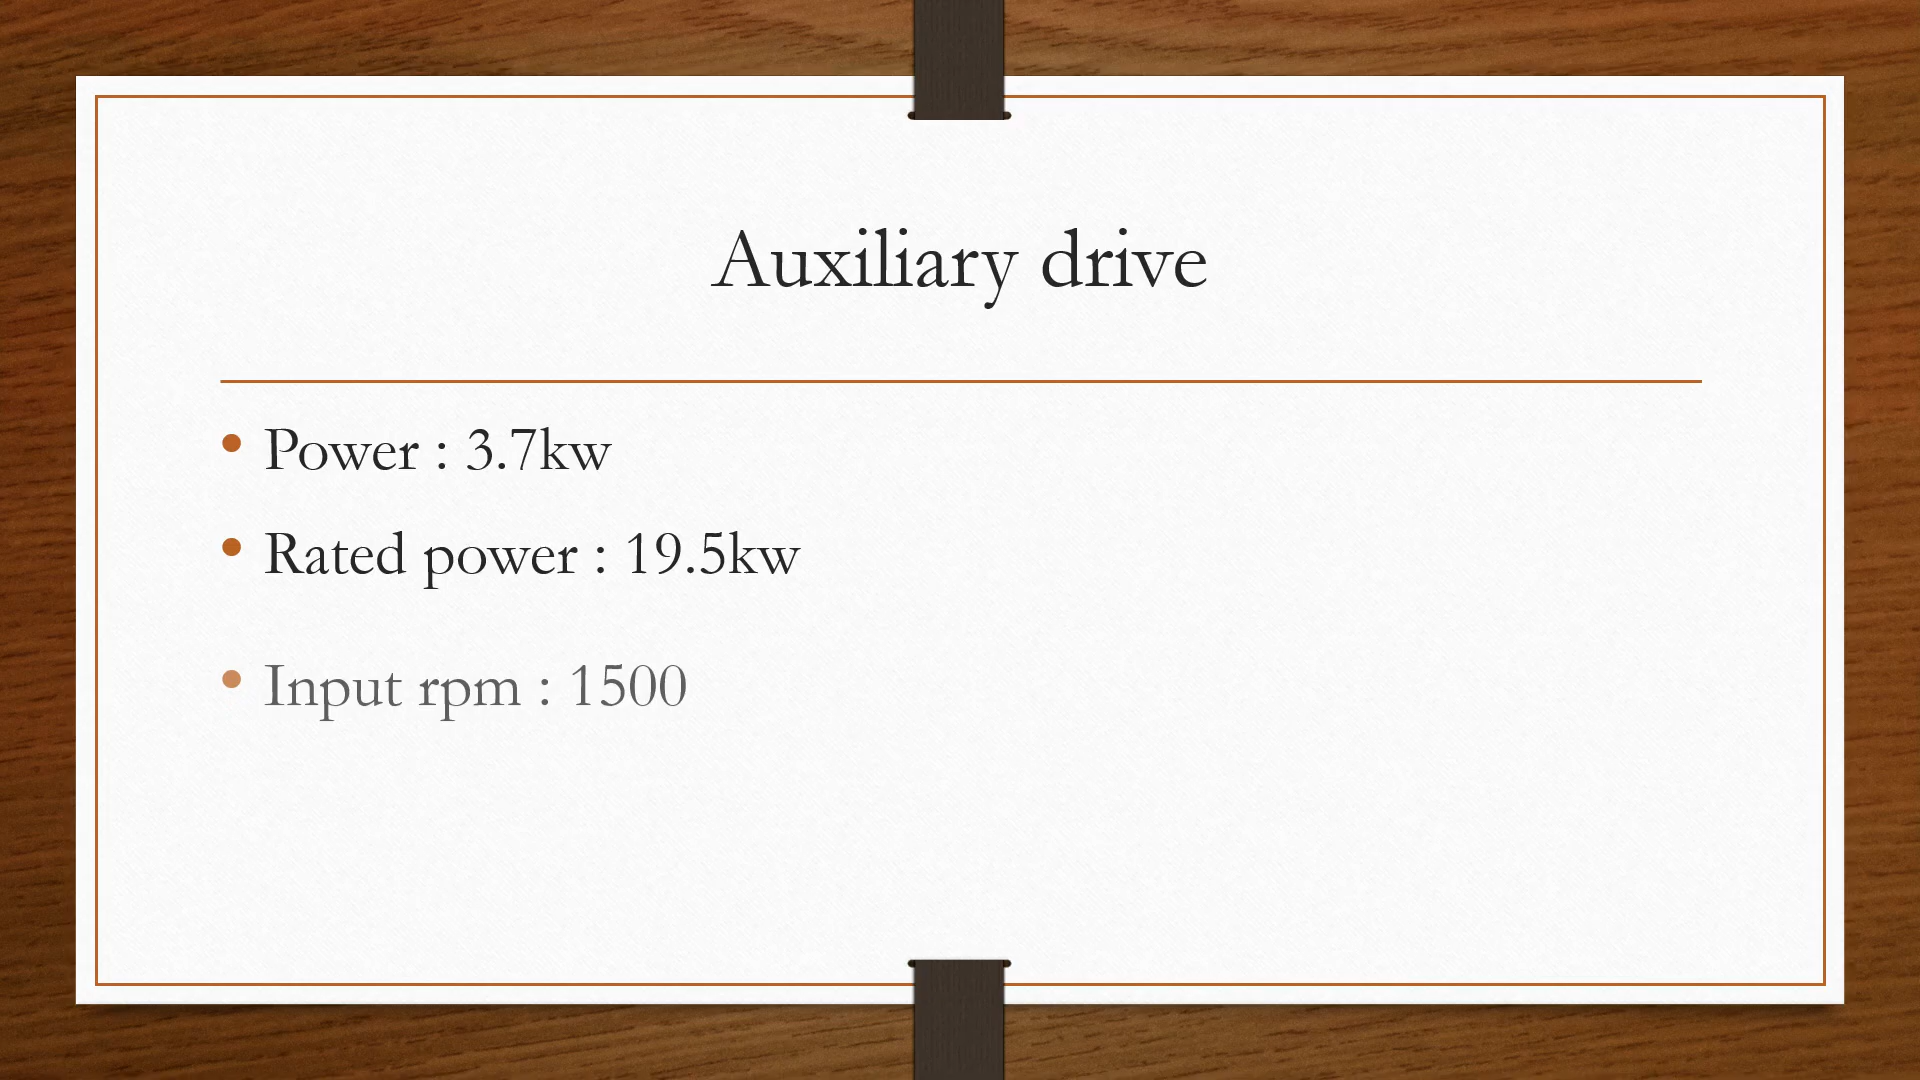 Auxiliary drive
• Power : 3.7kw
• Rated power : 19.5kw
• Input rpm : 1500